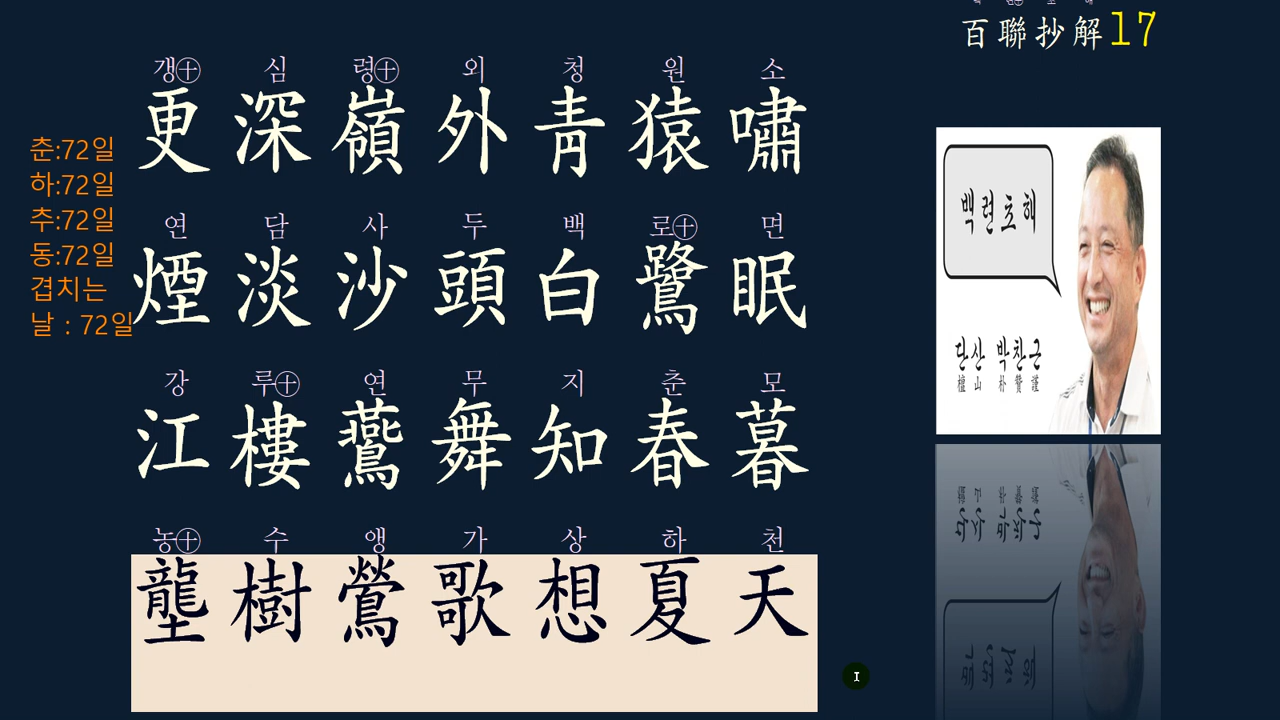 百聯抄解17
갱㊉ 심 령㊉ 외 청 원 소
更深嶺外靑猿嘯
연 담 사 두 백 로㊉ 면
煙淡沙頭白鷺眠
강 루㊉ 연 무 지 춘 모
江樓鷰舞知春暮
농㊉ 수 앵 가 상 하 천
壟樹鶯歌想夏天
춘:72일
하:72일
추:72일
동:72일
겹치는
날 : 72일
백련초해
단산 박찬근
檀山 朴贊謹